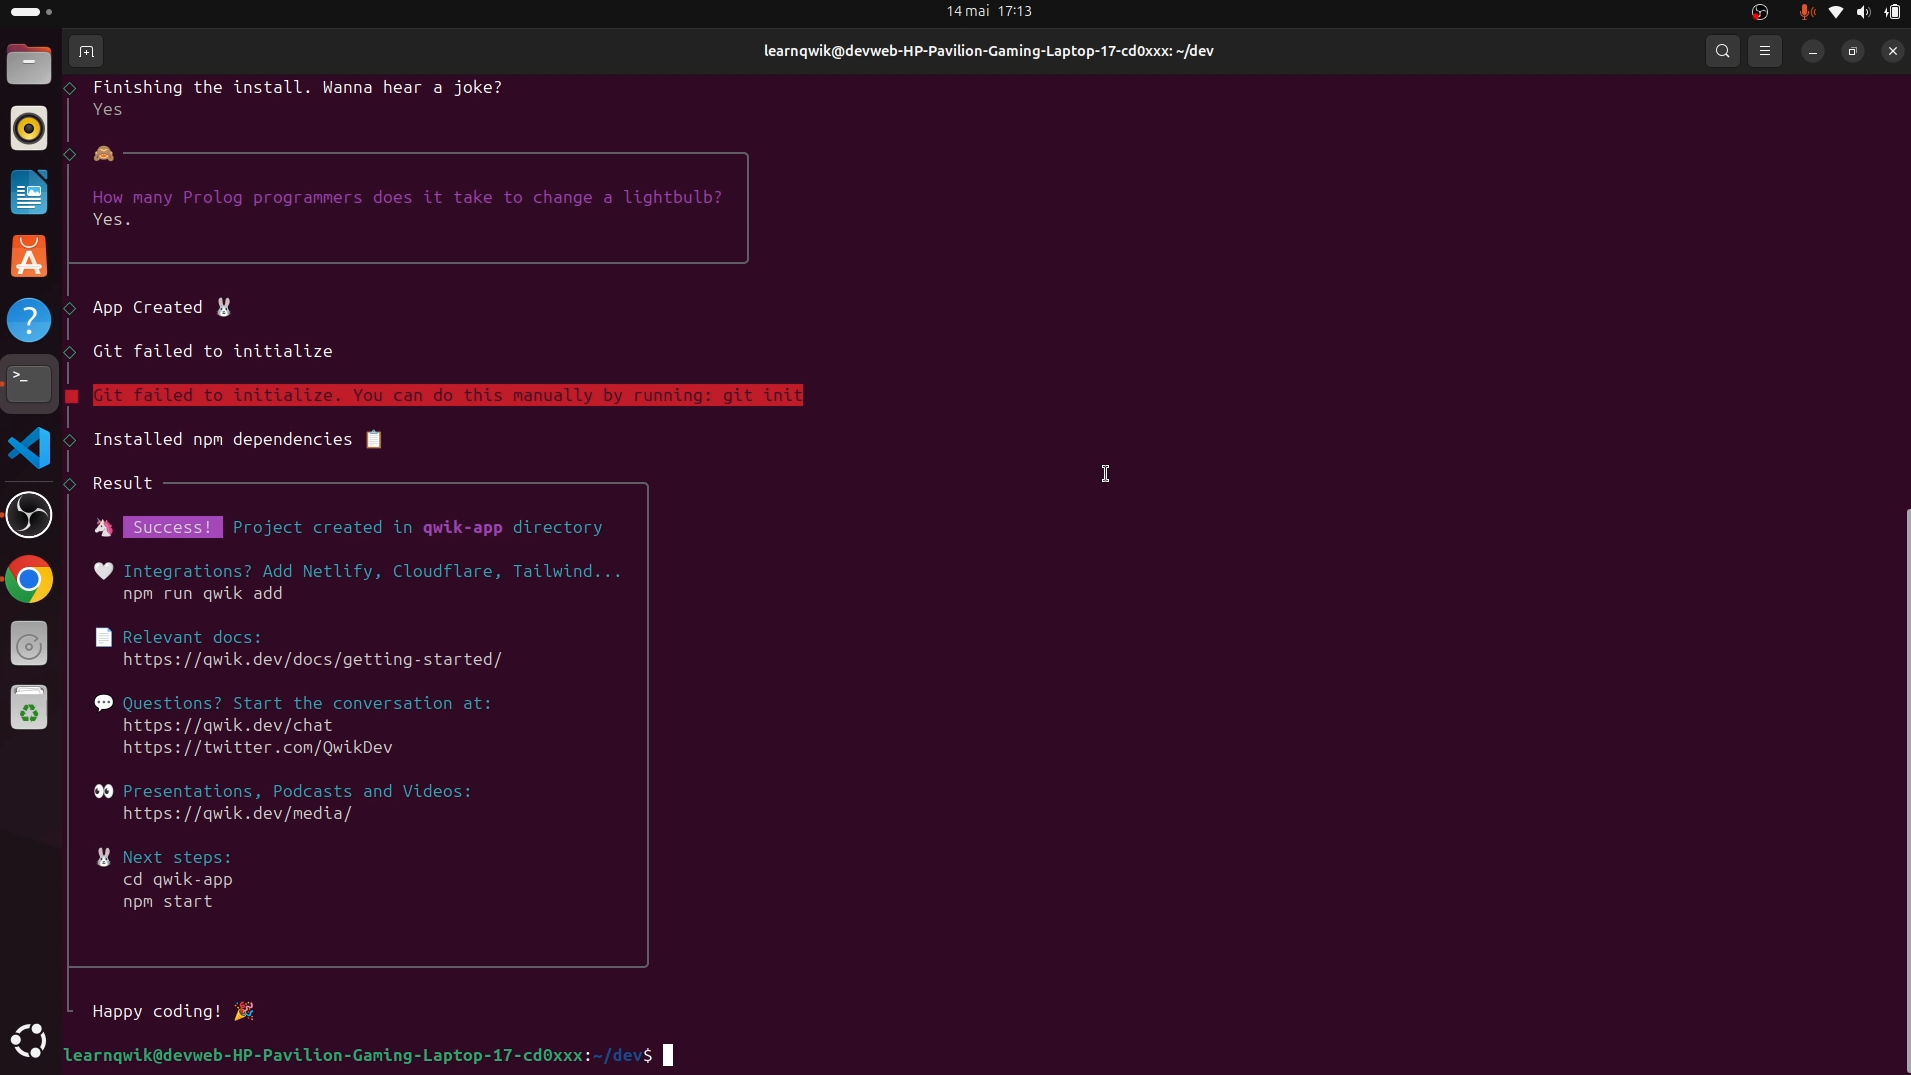 14 mai 17:13
learnqwik@devweb-HP-Pavilion-Gaming-Laptop-17-cd0xxx: ~/dev
Finishing the install. Wanna hear a joke?
Yes
How many Prolog programmers does it take to change a lightbulb?
Yes.
App Created
Git failed to initialize
Git failed to initialize. You can do this manually by running: git init
Installed npm dependencies
Result
Success! Project created in qwik-app directory
Integrations? Add Netlify, Cloudflare, Tailwind...
npm run qwik add
Relevant docs:
https://qwik.dev/docs/getting-started/
Questions? Start the conversation at:
https://qwik.dev/chat
https://twitter.com/QwikDev
Presentations, Podcasts and Videos:
https://qwik.dev/media/
Next steps:
cd qwik-app
npm start
Happy coding!
learnqwik@devweb-HP-Pavilion-Gaming-Laptop-17-cd0xxx:~/dev$